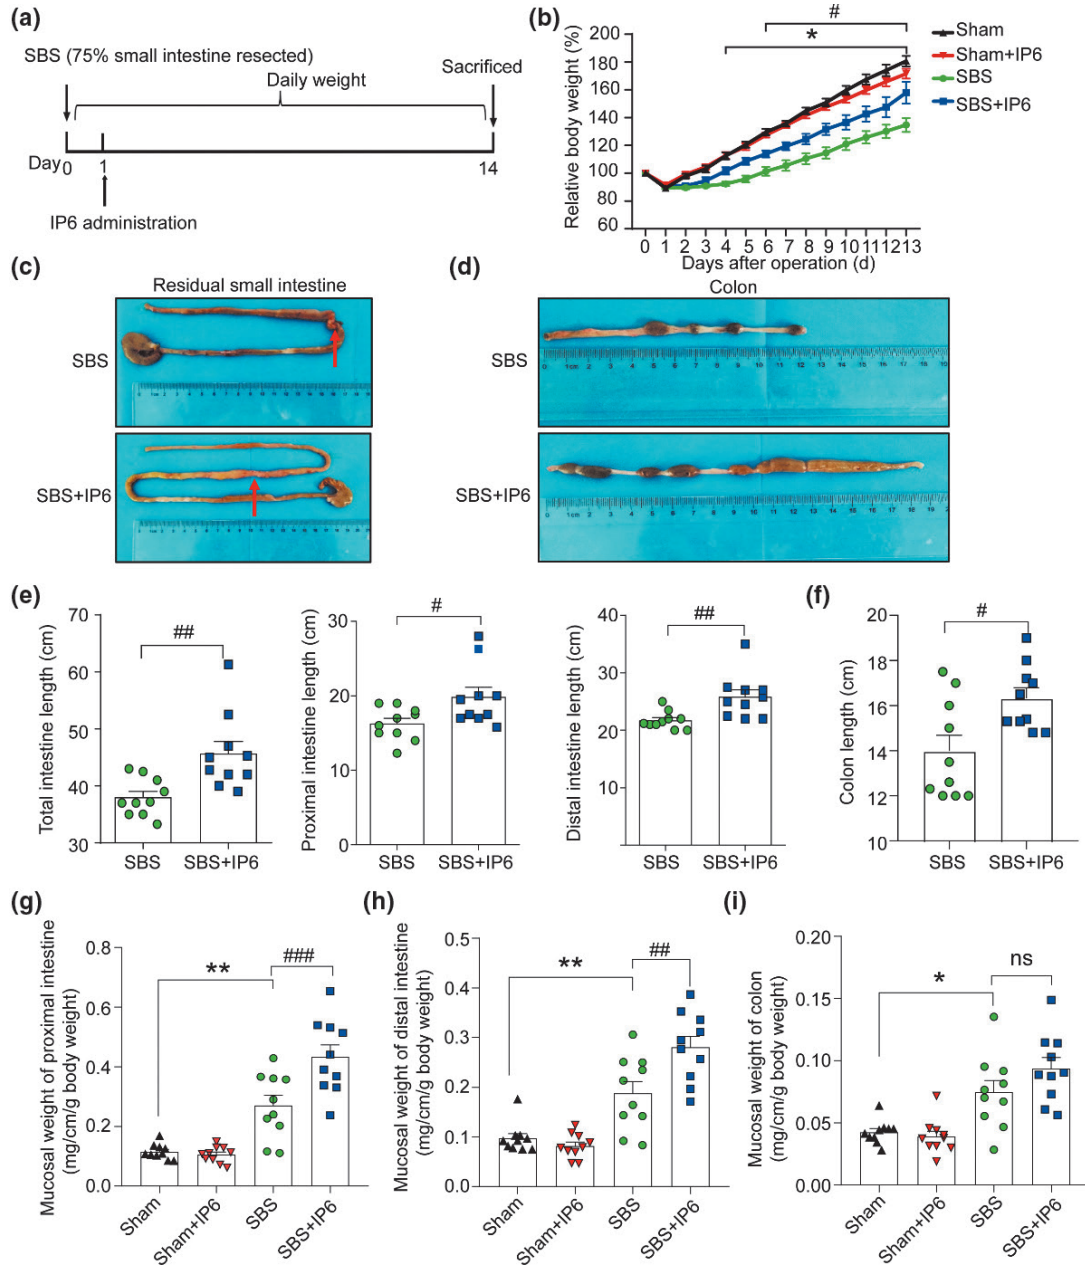 (a)
SBS (75% small intestine resected)
Daily weight
Sacrificed
Day 0 1 14
IP6 administration
(b)
Relative body weight (%)
200
180
160
140
120
100
80
60
0 1 2 3 4 5 6 7 8 9 10 11 12 13
Days after operation (d)
#
*
Sham
Sham+IP6
SBS
SBS+IP6
(c)
Residual small intestine
SBS
SBS+IP6
(d)
Colon
SBS
SBS+IP6
(e)
Total intestine length (cm)
70
60
50
40
30
##
SBS SBS+IP6
Proximal intestine length (cm)
30
20
10
0
#
SBS SBS+IP6
Distal intestine length (cm)
40
30
20
10
##
SBS SBS+IP6
(f)
Colon length (cm)
20
18
16
14
12
10
#
SBS SBS+IP6
(g)
Mucosal weight of proximal intestine
(mg/cm/g body weight)
0.8
0.6
0.4
0.2
0.0
**
###
Sham Sham+IP6 SBS SBS+IP6
(h)
Mucosal weight of distal intestine
(mg/cm/g body weight)
0.5
0.4
0.3
0.2
0.1
0.0
**
##
Sham Sham+IP6 SBS SBS+IP6
(i)
Mucosal weight of colon
(mg/cm/g body weight)
0.20
0.15
0.10
0.05
0.00
*
ns
Sham Sham+IP6 SBS SBS+IP6